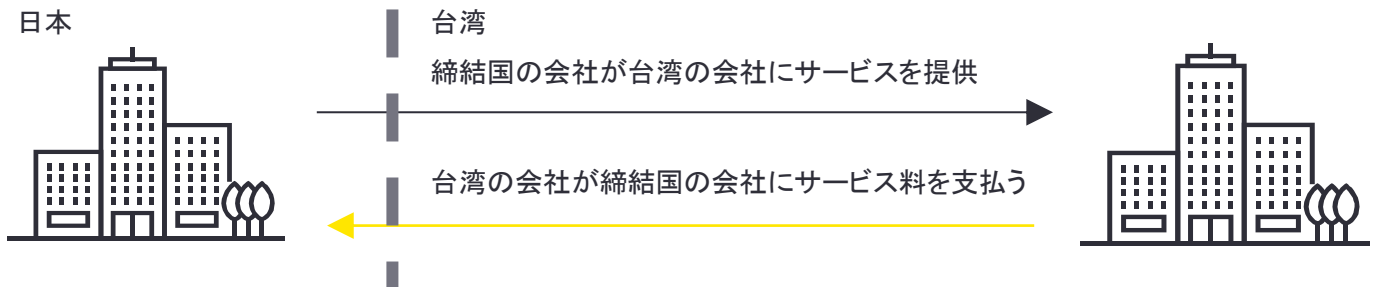 日本
台湾
締結国の会社が台湾の会社にサービスを提供
台湾の会社が締結国の会社にサービス料を支払う